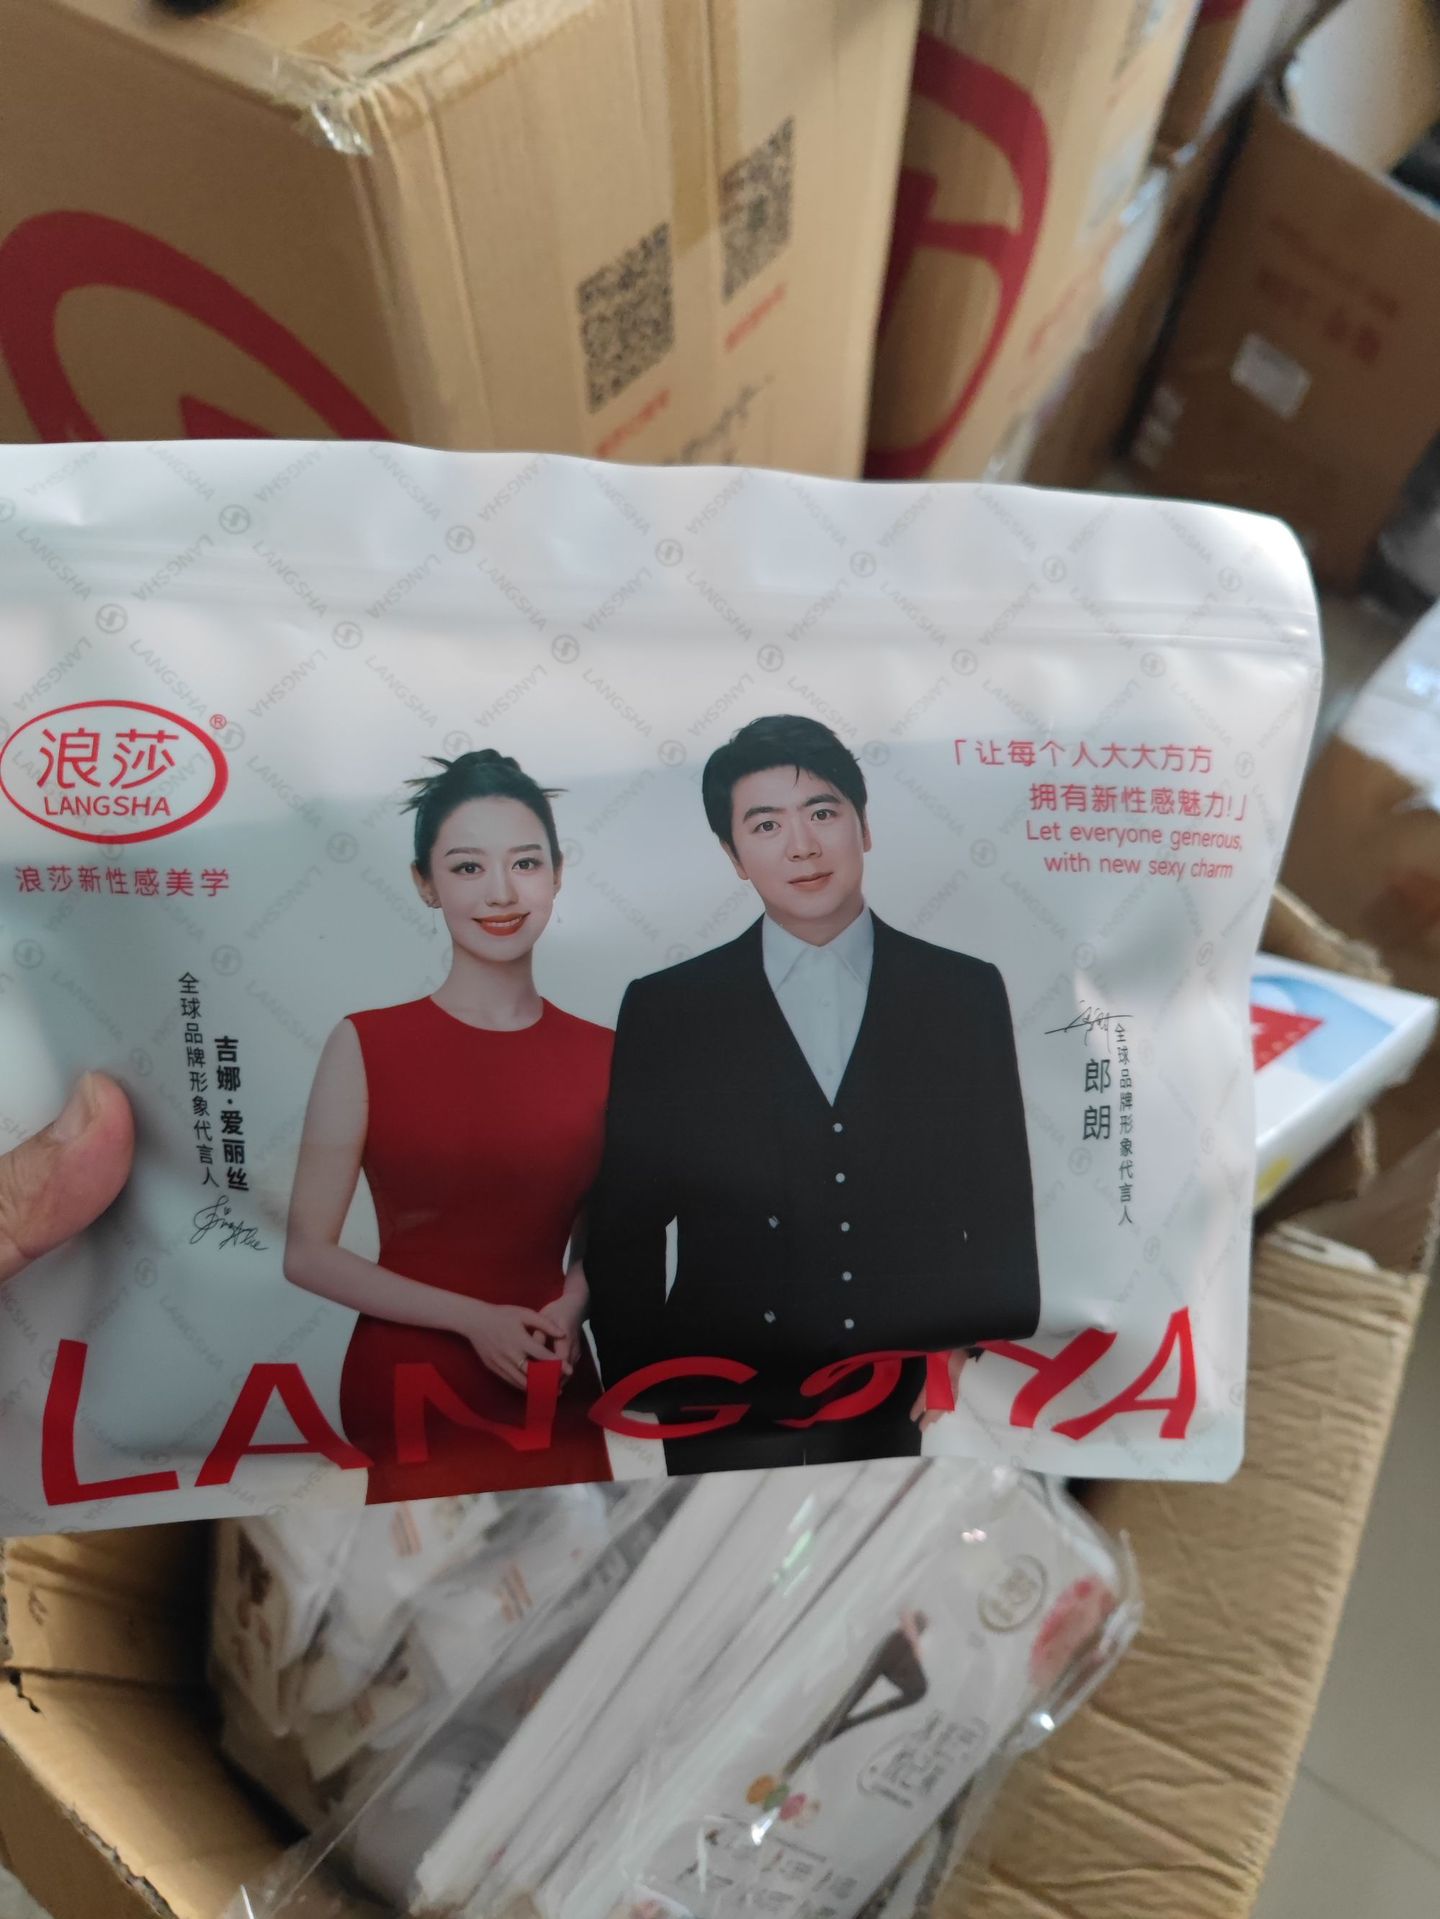 浪莎
®
LANGSHA
浪莎新性感美学
「让每个人大大方方
拥有新性感魅力!」
Let everyone generous,
with new sexy charm
全球品牌形象代言人
吉娜·爱丽丝
全球品牌形象代言人
郎朗
LANGSHA